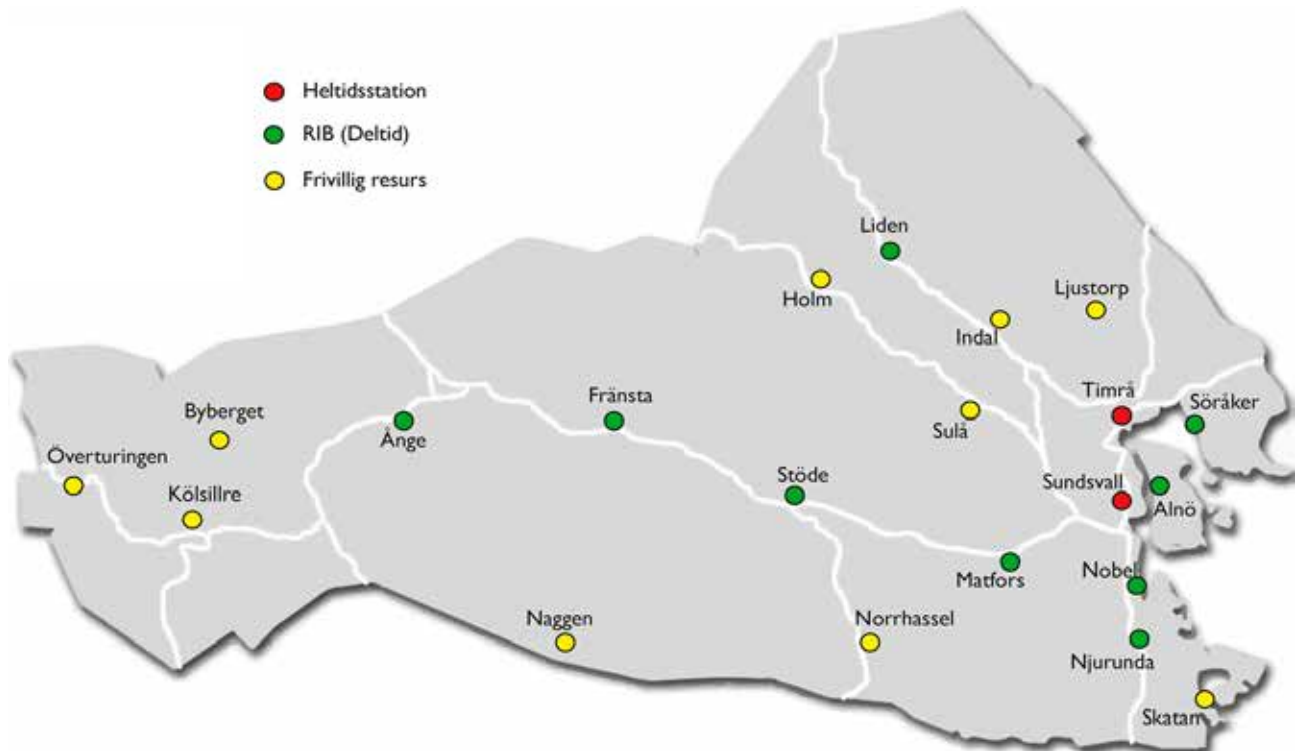 Heltidsstation
RIB (Deltid)
Frivillig resurs
Liden
Holm
Ljustorp
Indal
Timrå
Söråker
Fränsta
Byberget
Ånge
Sulå
Överturingen
Stöde
Sundsvall
Kölsillre
Alnö
Matfors
Nobel
Naggen
Norrhassel
Njurunda
Skatan